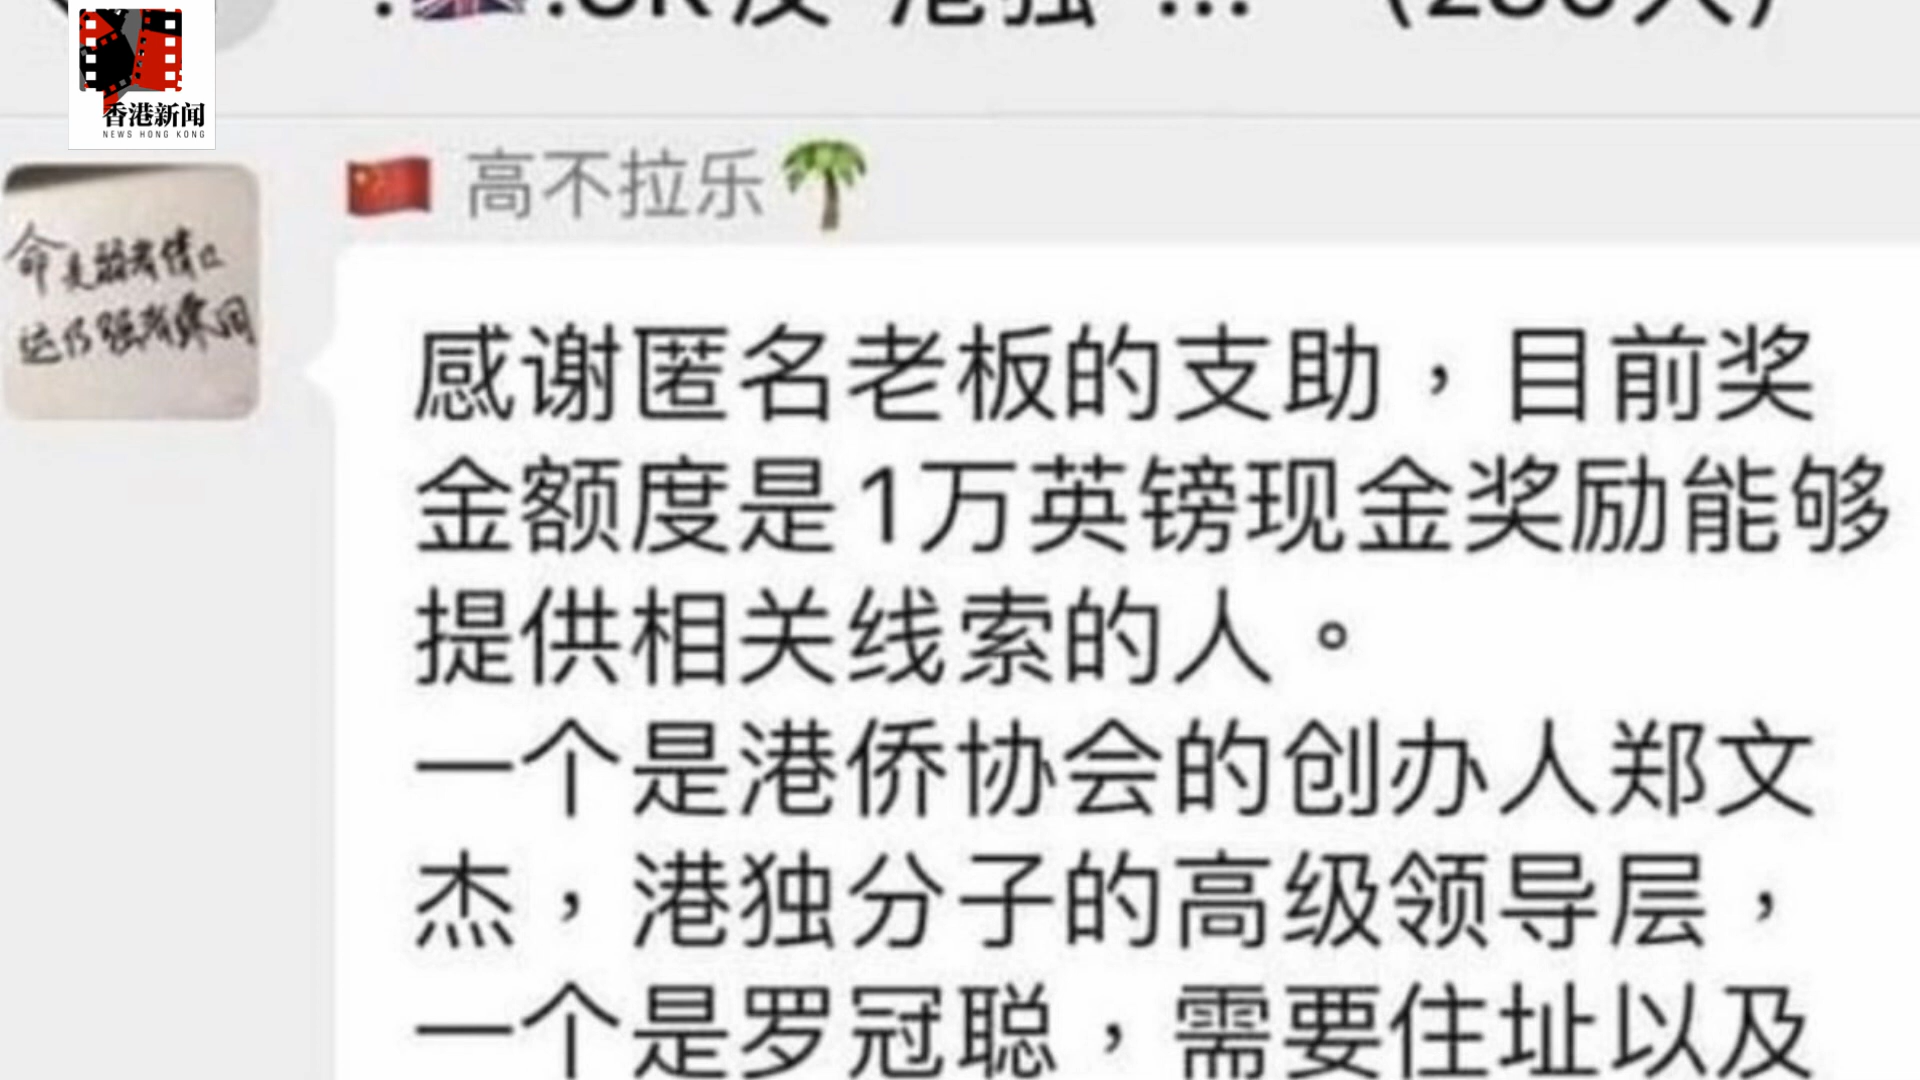 香港新闻
NEWS HONG KONG
高不拉乐
感谢匿名老板的支助，目前奖
金额度是1万英镑现金奖励能够
提供相关线索的人。
一个是港侨协会的创办人郑文
杰，港独分子的高级领导层，
一个是罗冠聪，需要住址以及